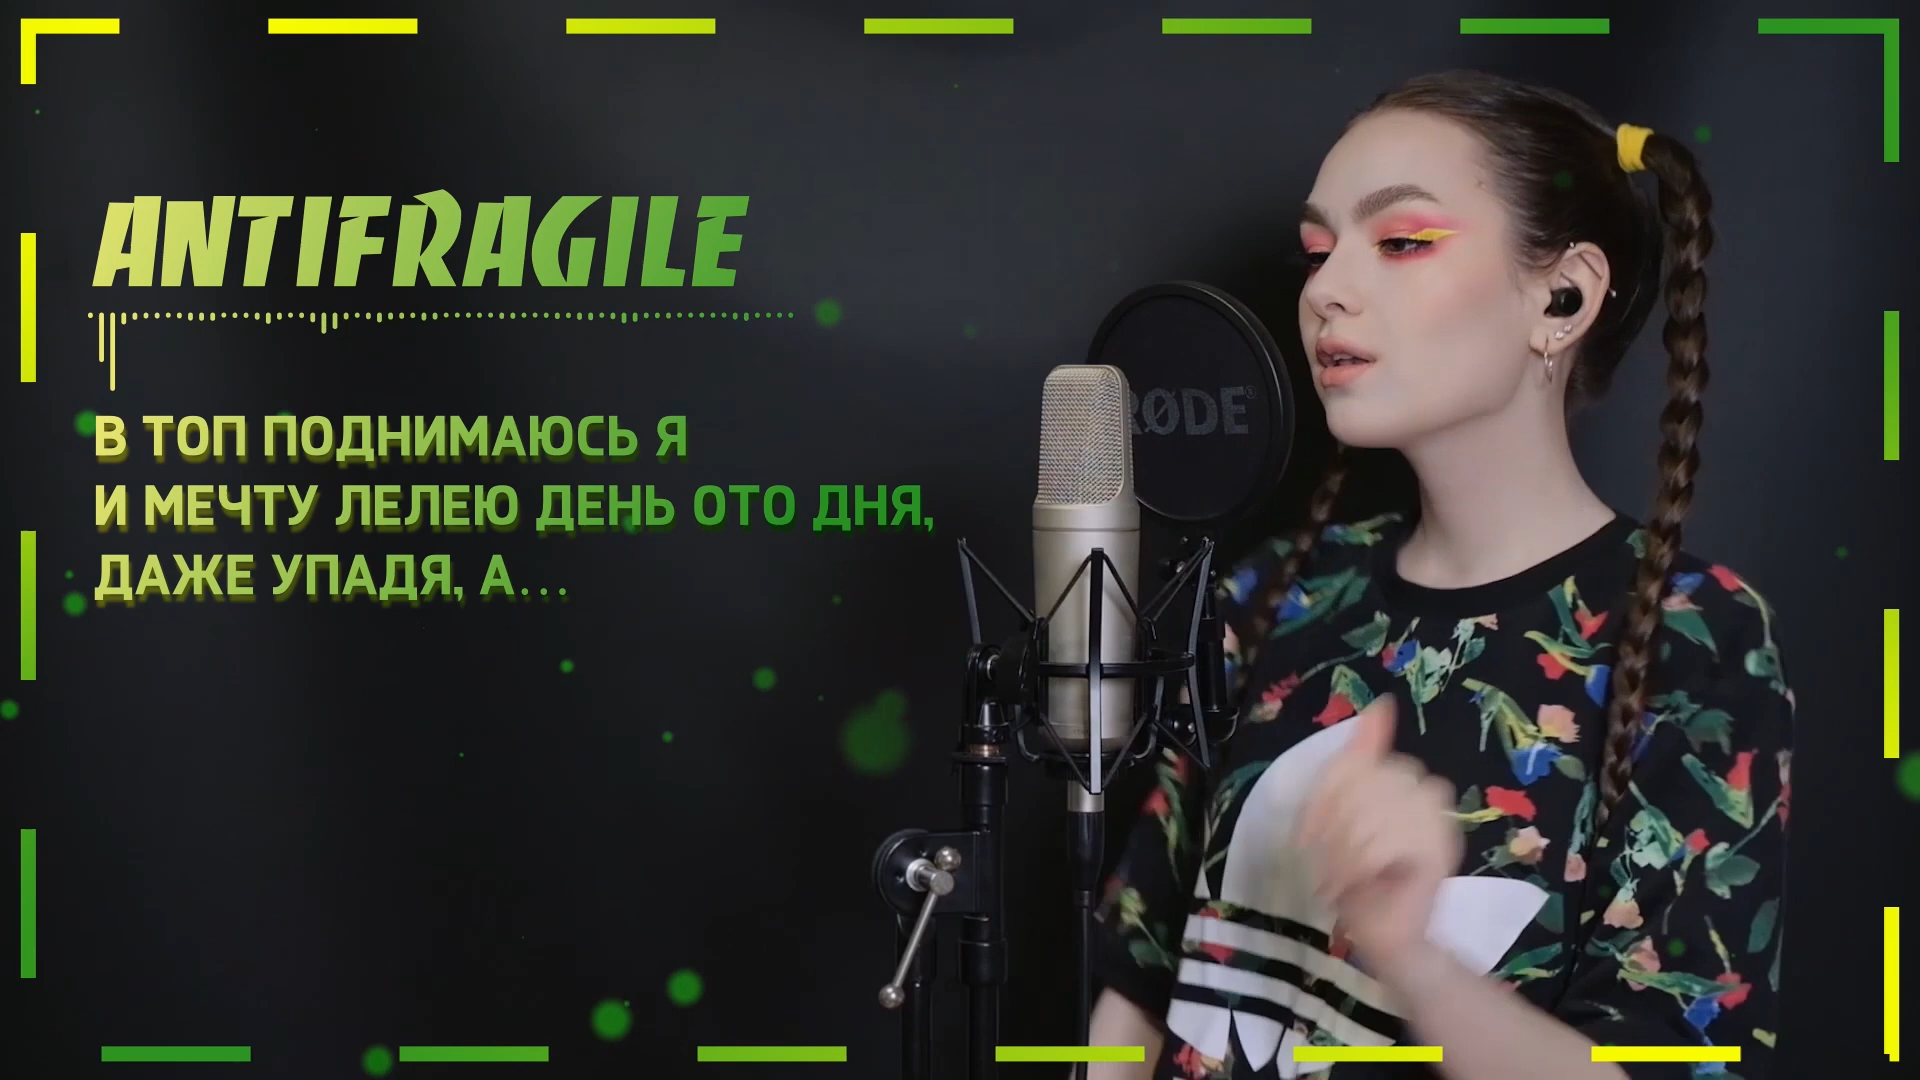 ANTIFRAGILE
В ТОП ПОДНИМАЮСЬ Я
И МЕЧТУ ЛЕЛЕЮ ДЕНЬ ОТО ДНЯ,
ДАЖЕ УПАДЯ, А...
RØDE®